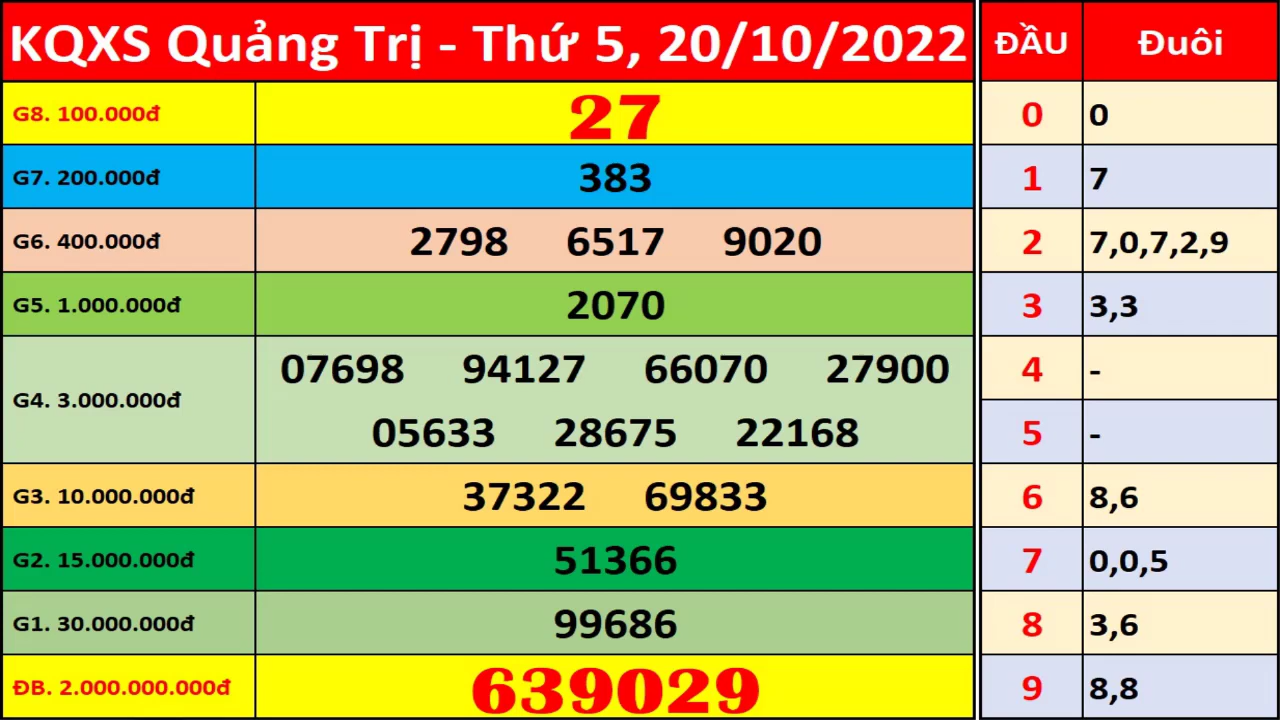 KQXS Quảng Trị - Thứ 5, 20/10/2022 ĐẦU Đuôi
G8. 100.000đ 27 0 0
G7. 200.000đ 383 1 7
G6. 400.000đ 2798 6517 9020 2 7,0,7,2,9
G5. 1.000.000đ 2070 3 3,3
G4. 3.000.000đ 07698 94127 66070 27900 4 -
05633 28675 22168 5 -
G3. 10.000.000đ 37322 69833 6 8,6
G2. 15.000.000đ 51366 7 0,0,5
G1. 30.000.000đ 99686 8 3,6
ĐB. 2.000.000.000đ 639029 9 8,8